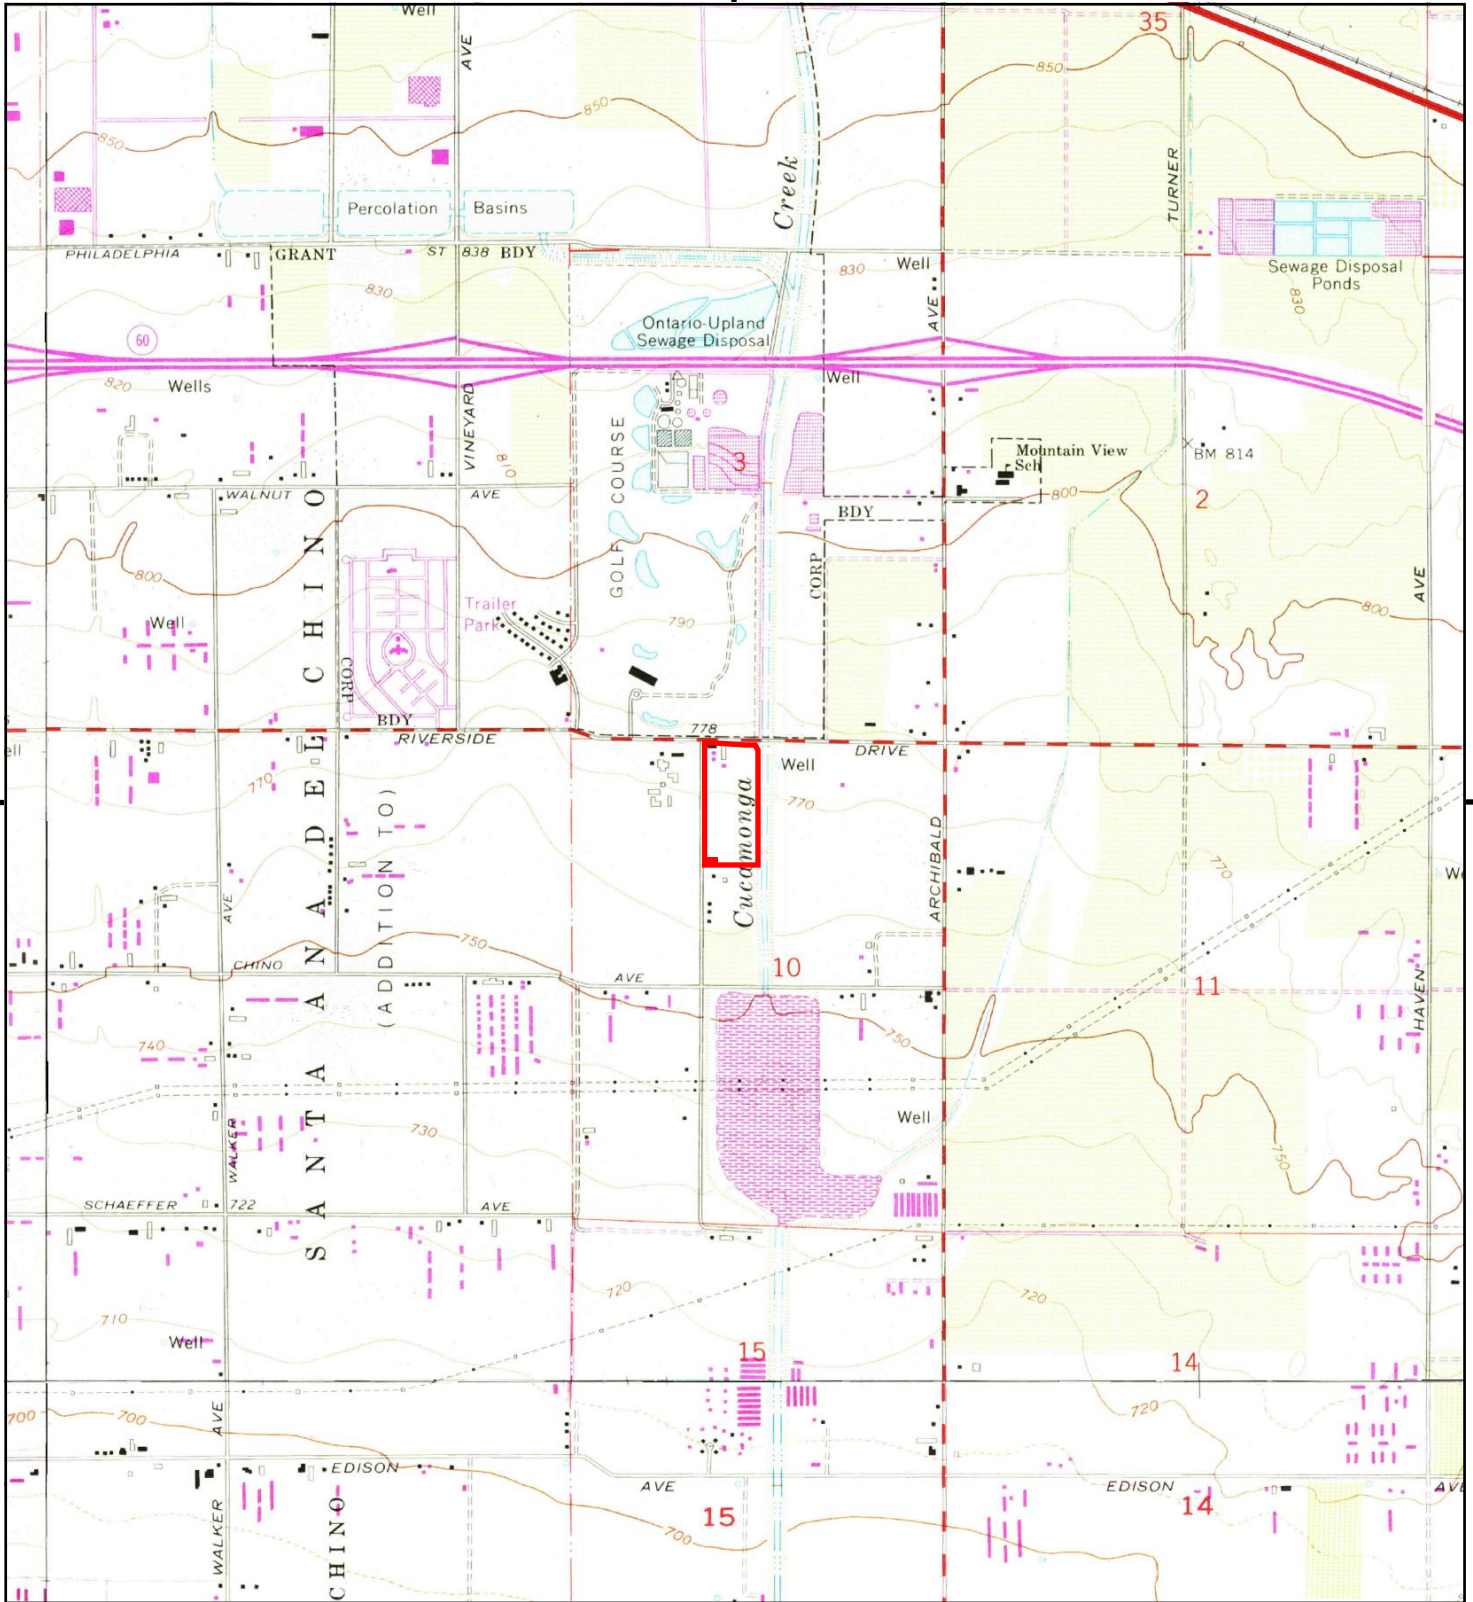 Well
AVE
35
850
850
850
Creek
TURNER
Percolation
Basins
PHILADELPHIA
GRANT
ST
838
BDY
830
Well
Sewage Disposal
Ponds
830
830
Ontario-Upland
Sewage Disposal
AVE
60
820
Wells
Well
VINEYARD
GOLF COURSE
810
3
Mountain View
Sch
BM 814
WALNUT
AVE
800
2
BDY
800
CORP
AVE
800
Trailer
Park
790
Well
CORP
BDY
778
RIVERSIDE
DRIVE
ell
Well
770
770
SANTA ANA DEL CHINO
(ADDITION TO)
Cucamonga
ARCHIBALD
770
We
AVE
750
CHINO
AVE
10
11
HAVEN
740
750
730
Well
WALKER
750
SCHAEFFER
722
AVE
720
720
710
Well
15
14
700
700
AVE
720
EDISON
AVE
EDISON
AVE
WALKER
CHINO
15
14
700